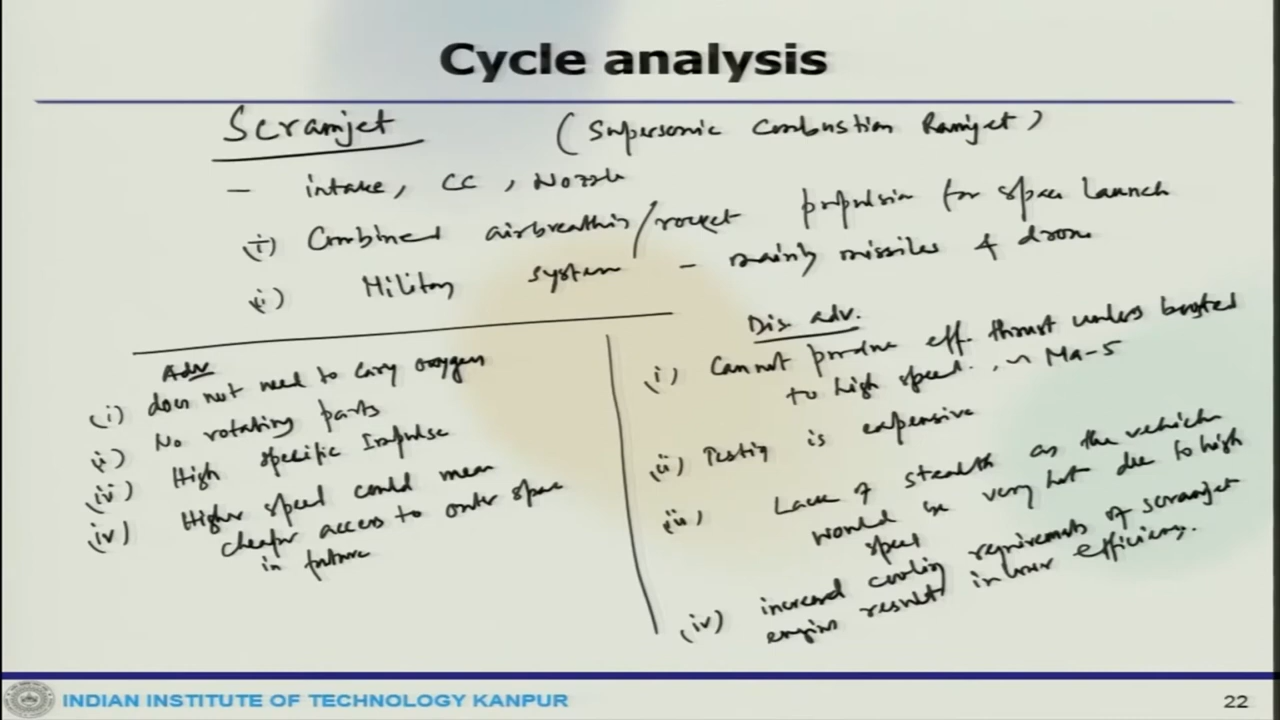 Cycle analysis
Scramjet (Supersonic Combustion Ramjet)
— intake, CC, Nozzle
(i) Combined airbreathing/rocket propulsion for space launch
(ii) Military system - mainly missiles & drone
Adv
(i) does not need to carry oxygen
(ii) No rotating parts
(iii) High specific Impulse
(iv) Higher speed could mean
cheaper access to outer space
in future
Dis adv.
(i) Cannot produce eff. thrust unless boosted
to high speed. ~ Ma-5
(ii) Testing is expensive
(iii) Lack of stealth as the vehicle
would be very hot due to high
speed
(iv) increased cooling requirements of scramjet
engins results in lower efficiency.
INDIAN INSTITUTE OF TECHNOLOGY KANPUR
22